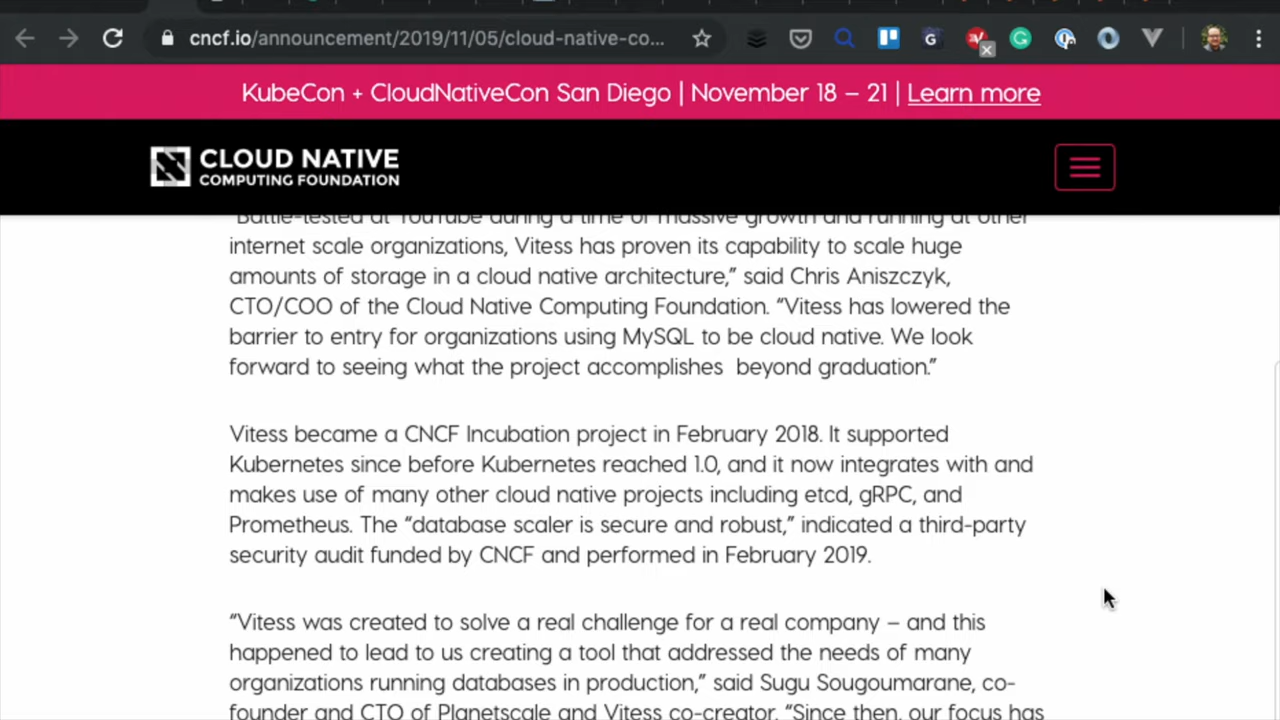 cncf.io/announcement/2019/11/05/cloud-native-co...
KubeCon + CloudNativeCon San Diego | November 18 – 21 | Learn more
CLOUD NATIVE
COMPUTING FOUNDATION
“Battle-tested at YouTube during a time of massive growth and running at other
internet scale organizations, Vitess has proven its capability to scale huge
amounts of storage in a cloud native architecture,” said Chris Aniszczyk,
CTO/COO of the Cloud Native Computing Foundation. “Vitess has lowered the
barrier to entry for organizations using MySQL to be cloud native. We look
forward to seeing what the project accomplishes  beyond graduation.”
Vitess became a CNCF Incubation project in February 2018. It supported
Kubernetes since before Kubernetes reached 1.0, and it now integrates with and
makes use of many other cloud native projects including etcd, gRPC, and
Prometheus. The “database scaler is secure and robust,” indicated a third-party
security audit funded by CNCF and performed in February 2019.
“Vitess was created to solve a real challenge for a real company – and this
happened to lead to us creating a tool that addressed the needs of many
organizations running databases in production,” said Sugu Sougoumarane, co-
founder and CTO of Planetscale and Vitess co-creator. “Since then, our focus has